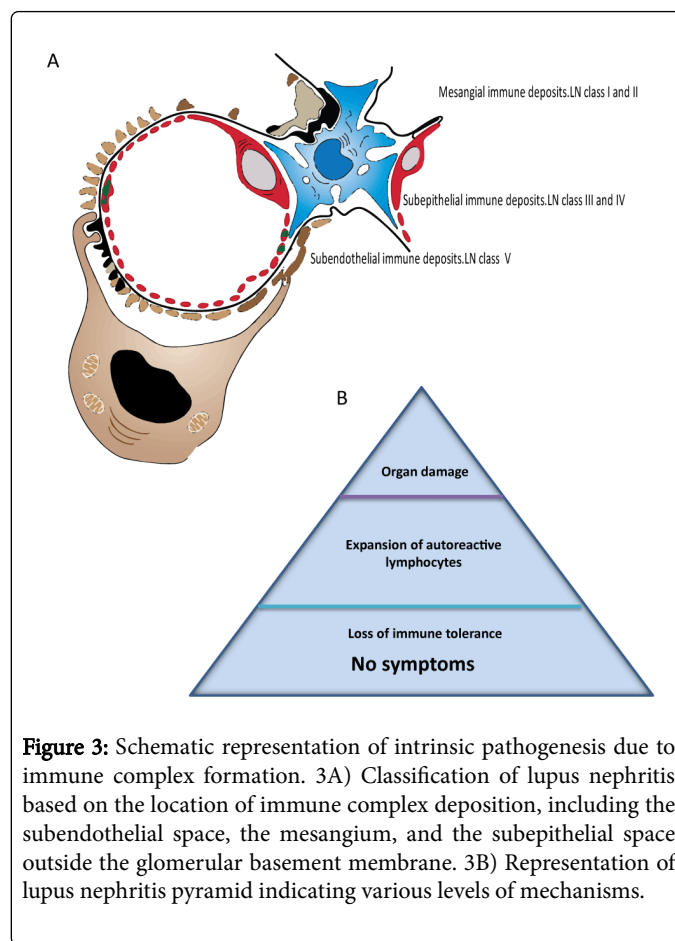 A
Mesangial immune deposits.LN class I and II
Subepithelial immune deposits.LN class III and IV
Subendothelial immune deposits.LN class V
B
Organ damage
Expansion of autoreactive
lymphocytes
Loss of immune tolerance
No symptoms
Figure 3: Schematic representation of intrinsic pathogenesis due to
immune complex formation. 3A) Classification of lupus nephritis
based on the location of immune complex deposition, including the
subendothelial space, the mesangium, and the subepithelial space
outside the glomerular basement membrane. 3B) Representation of
lupus nephritis pyramid indicating various levels of mechanisms.